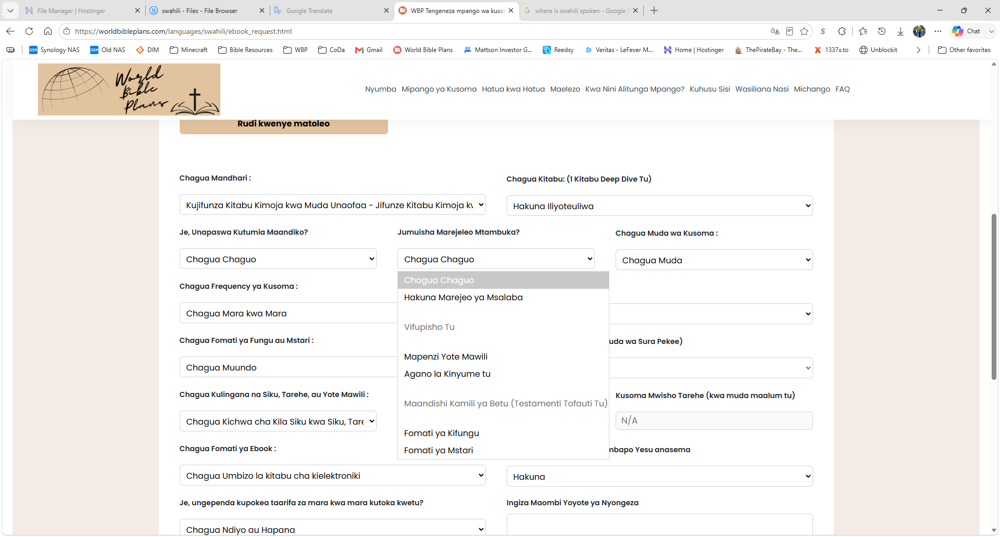 File Manager | Hostinger
swahili - Files - File Browser
Google Translate
WBP Tengeneza mpango wa kusor
where is swahili spoken - Google S
https://worldbibleplans.com/languages/swahili/ebook_request.html
Chat
Synology NAS
Old NAS
DIM
Minecraft
Bible Resources
WBP
CoDa
Gmail
World Bible Plans
Mattson Investor G...
Reedsy
Veritas - LeFever M...
Home | Hostinger
ThePirateBay - The...
1337x.to
Unblockit
Other favorites
World
Bible
Plans
Nyumba Mipango ya Kusoma Hatua kwa Hatua Maelezo Kwa Nini Alitunga Mpango? Kuhusu Sisi Wasiliana Nasi Michango FAQ
Rudi kwenye matoleo
Chagua Mandhari :
Chagua Kitabu: (1 Kitabu Deep Dive Tu)
Kujifunza Kitabu Kimoja kwa Muda Unaofaa - Jifunze Kitabu Kimoja kv
Hakuna Iliyoteuliwa
Je, Unapaswa Kutumia Maandiko?
Jumuisha Marejeleo Mtambuka?
Chagua Muda wa Kusoma :
Chagua Chaguo
Chagua Chaguo
Chagua Muda
Chagua Chaguo
Hakuna Marejeo ya Msalaba
Vifupisho Tu
Mapenzi Yote Mawili
Agano la Kinyume tu
Maandishi Kamili ya Betu (Testamenti Tofauti Tu)
Fomati ya Kifungu
Fomati ya Mstari
Chagua Frequency ya Kusoma :
Chagua Mara kwa Mara
Chagua Fomati ya Fungu au Mstari :
uda wa Sura Pekee)
Chagua Muundo
Chagua Kulingana na Siku, Tarehe, au Yote Mawili :
Kusoma Mwisho Tarehe (kwa muda maalum tu)
Chagua Kichwa cha Kila Siku kwa Siku, Tare
N/A
Chagua Fomati ya Ebook :
mbapo Yesu anasema
Chagua Umbizo la kitabu cha kielektroniki
Hakuna
Je, ungependa kupokea taarifa za mara kwa mara kutoka kwetu?
Ingiza Maombi Yoyote ya Nyongeza
Chagua Ndiyo au Hapana